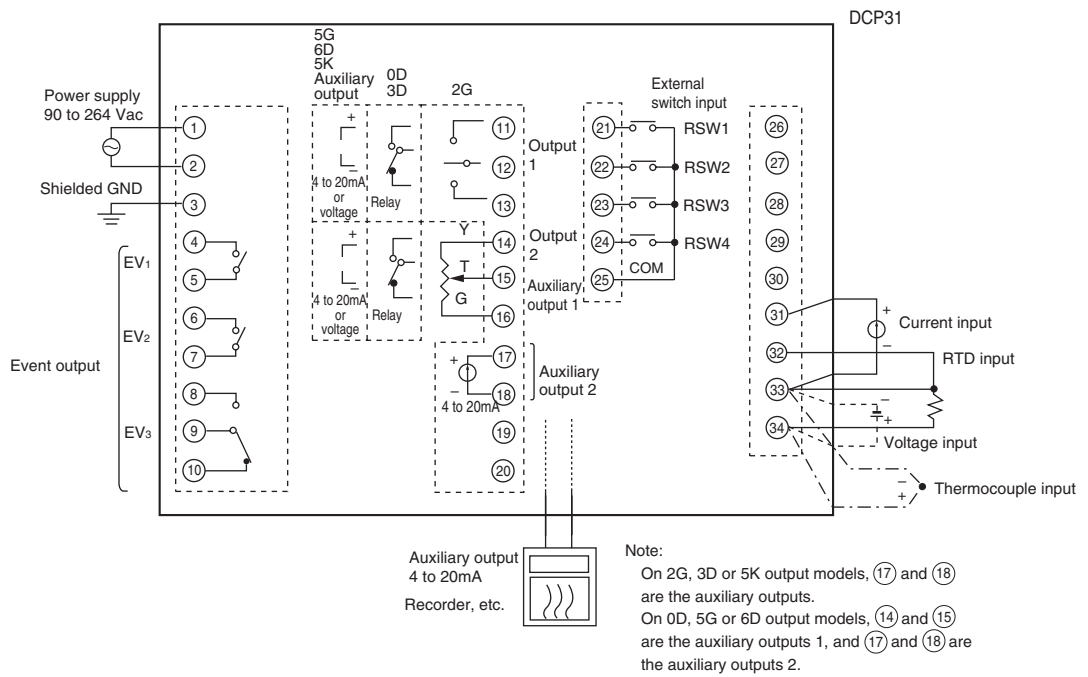 DCP31
5G
6D
5K
Auxiliary
output
0D
3D
2G
External
switch input
Power supply
90 to 264 Vac
1
2
Shielded GND
3
4
EV1
5
6
EV2
7
Event output
8
9
EV3
10
+
–
4 to 20mA
or
voltage
Relay
11
Output
1
12
13
+
–
4 to 20mA
or
voltage
Relay
Y
T
G
14
Output
2
15
Auxiliary
output 1
16
+
–
4 to 20mA
17
18
Auxiliary
output 2
19
20
21
RSW1
22
RSW2
23
RSW3
24
RSW4
COM
25
26
27
28
29
30
31
+
–
Current input
32
RTD input
33
–
+
34
Voltage input
–
+
Thermocouple input
Auxiliary output
4 to 20mA
Recorder, etc.
Note:
On 2G, 3D or 5K output models, 17 and 18
are the auxiliary outputs.
On 0D, 5G or 6D output models, 14 and 15
are the auxiliary outputs 1, and 17 and 18 are
the auxiliary outputs 2.